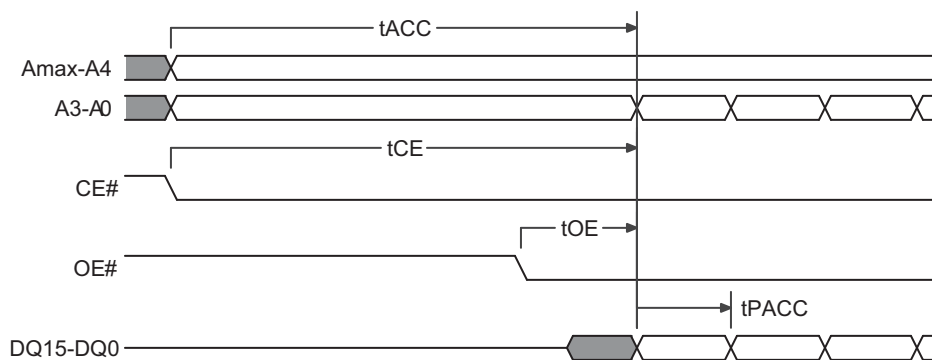 tACC
Amax-A4
A3-A0
tCE
CE#
tOE
OE#
tPACC
DQ15-DQ0